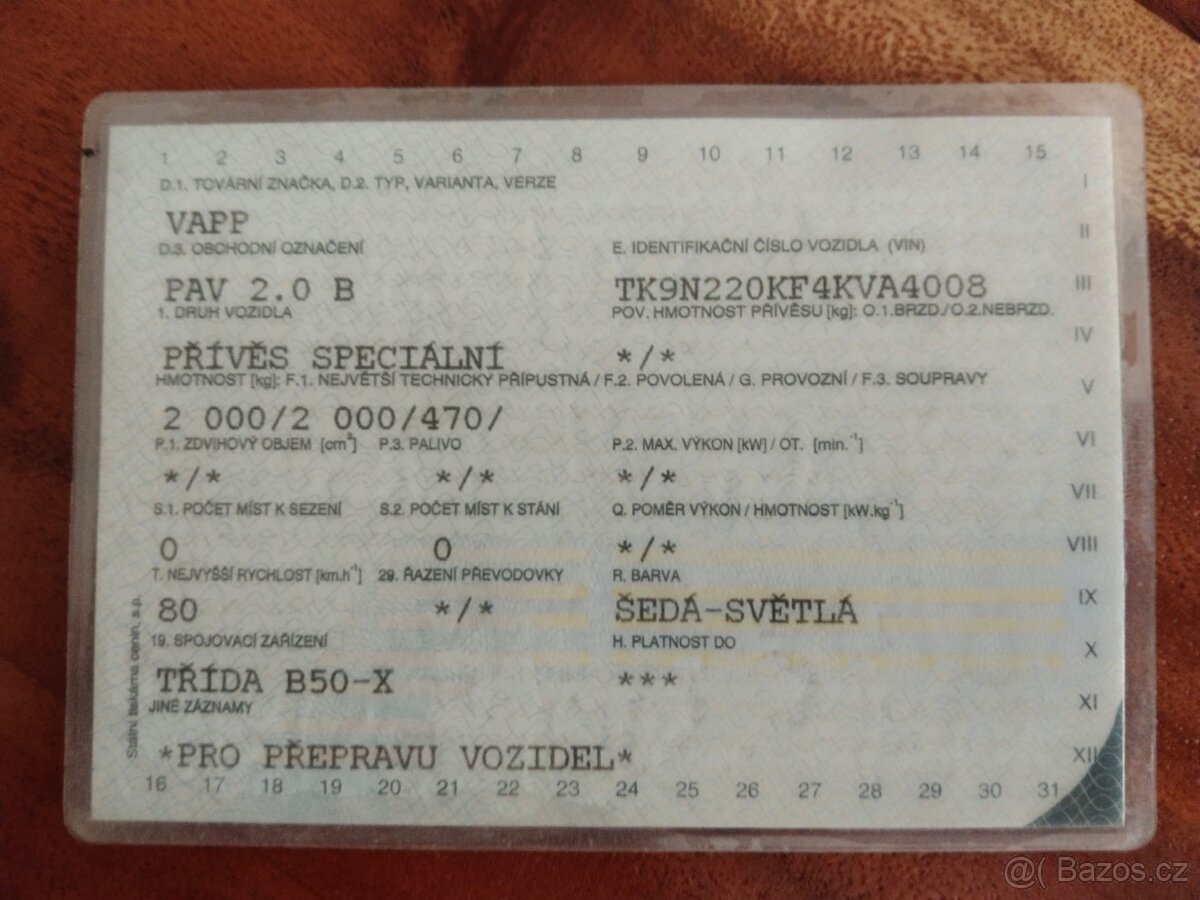 1 2 3 4 5 6 7 8 9 10 11 12 13 14 15
D.1. TOVÁRNÍ ZNAČKA, D.2. TYP, VARIANTA, VERZE I
VAPP II
D.3. OBCHODNÍ OZNAČENÍ E. IDENTIFIKAČNÍ ČÍSLO VOZIDLA (VIN)
PAV 2.0 B TK9N220KF4KVA4008 III
1. DRUH VOZIDLA POV. HMOTNOST PŘÍVĚSU [kg]: O.1.BRZD./O.2.NEBRZD.
IV
PŘÍVĚS SPECIÁLNÍ */*
HMOTNOST [kg]: F.1. NEJVĚTŠÍ TECHNICKY PŘÍPUSTNÁ / F.2. POVOLENÁ / G. PROVOZNÍ / F.3. SOUPRAVY V
2 000/2 000/470/
P.1. ZDVIHOVÝ OBJEM [cm³] P.3. PALIVO P.2. MAX. VÝKON [kW] / OT. [min.⁻¹] VI
*/* */* */* VII
S.1. POČET MÍST K SEZENÍ S.2. POČET MÍST K STÁNÍ Q. POMĚR VÝKON / HMOTNOST [kW.kg⁻¹]
0 0 */* VIII
T. NEJVYŠŠÍ RYCHLOST [km.h⁻¹] 29. ŘAZENÍ PŘEVODOVKY R. BARVA
80 */* ŠEDÁ-SVĚTLÁ IX
19. SPOJOVACÍ ZAŘÍZENÍ H. PLATNOST DO X
TŘÍDA B50-X ***
JINÉ ZÁZNAMY XI
*PRO PŘEPRAVU VOZIDEL* XII
16 17 18 19 20 21 22 23 24 25 26 27 28 29 30 31
Státní tiskárna cenin, s.p.
@( Bazos.cz